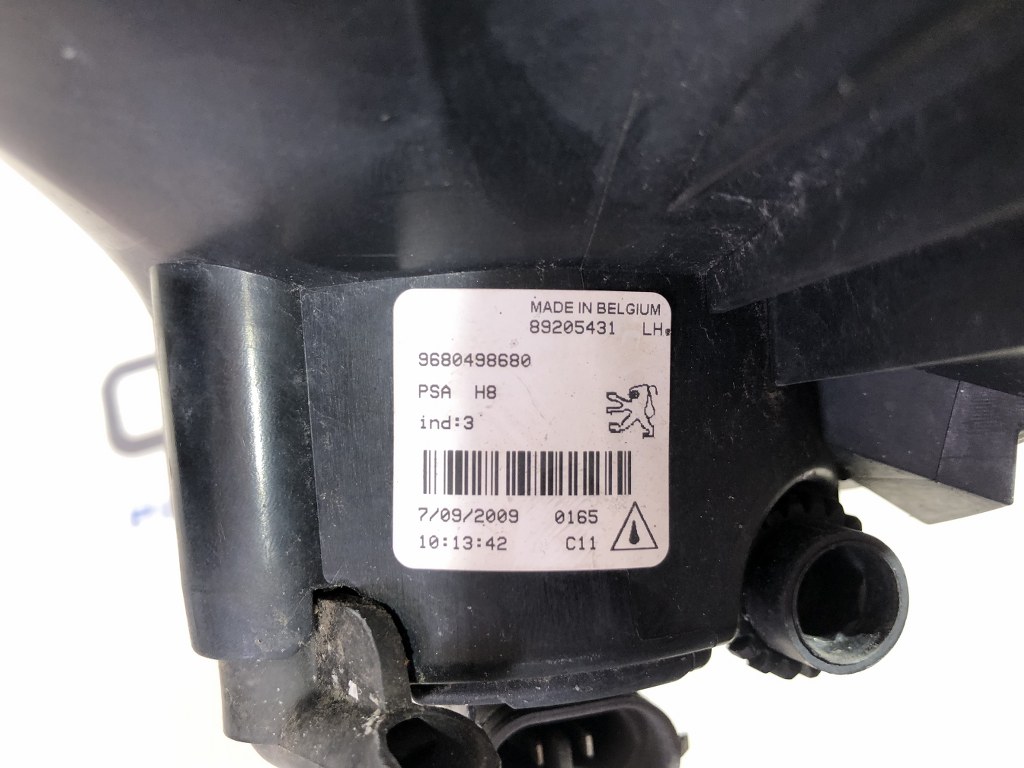 MADE IN BELGIUM
89205431 LH.
9680498680
PSA H8
ind:3
7/09/2009 0165
10:13:42 C11